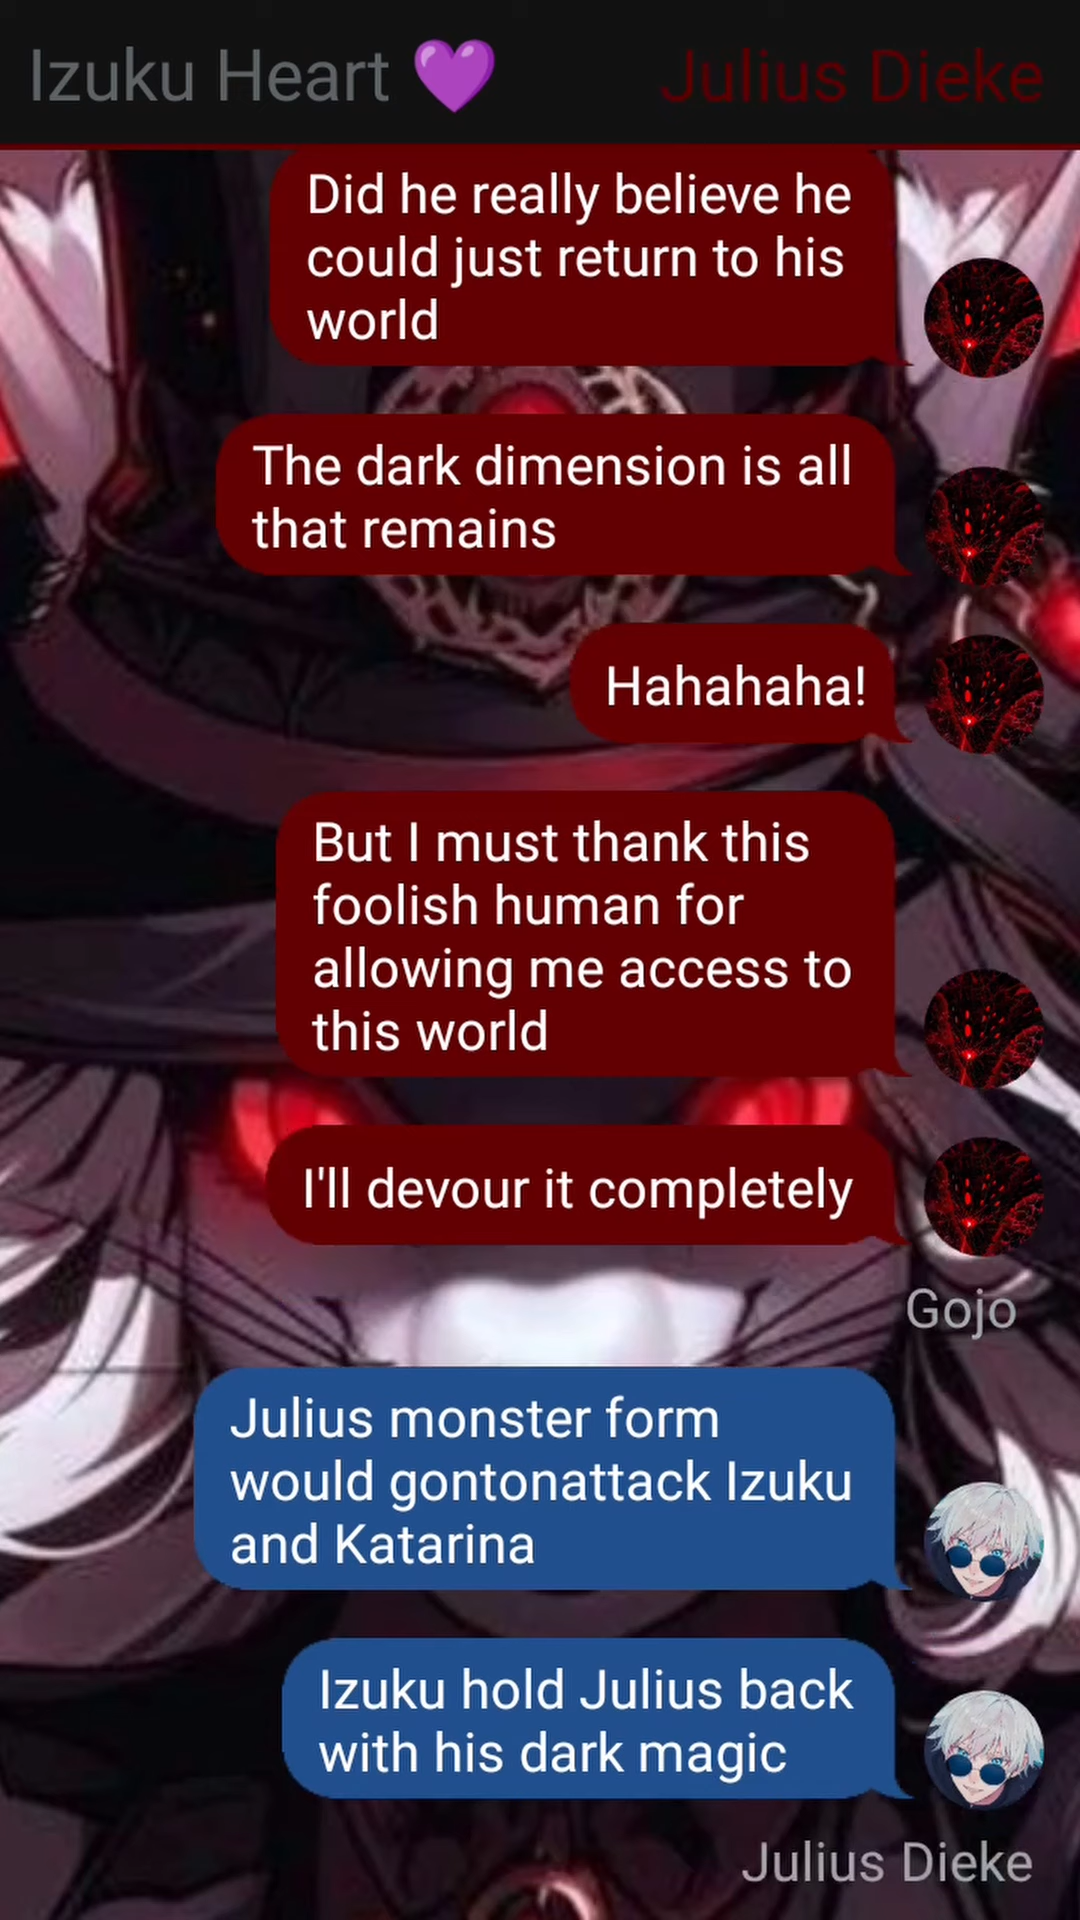 Izuku Heart 💜 Julius Dieke
Did he really believe he
could just return to his
world
The dark dimension is all
that remains
Hahahaha!
But I must thank this
foolish human for
allowing me access to
this world
I'll devour it completely
Gojo
Julius monster form
would gontonattack Izuku
and Katarina
Izuku hold Julius back
with his dark magic
Julius Dieke